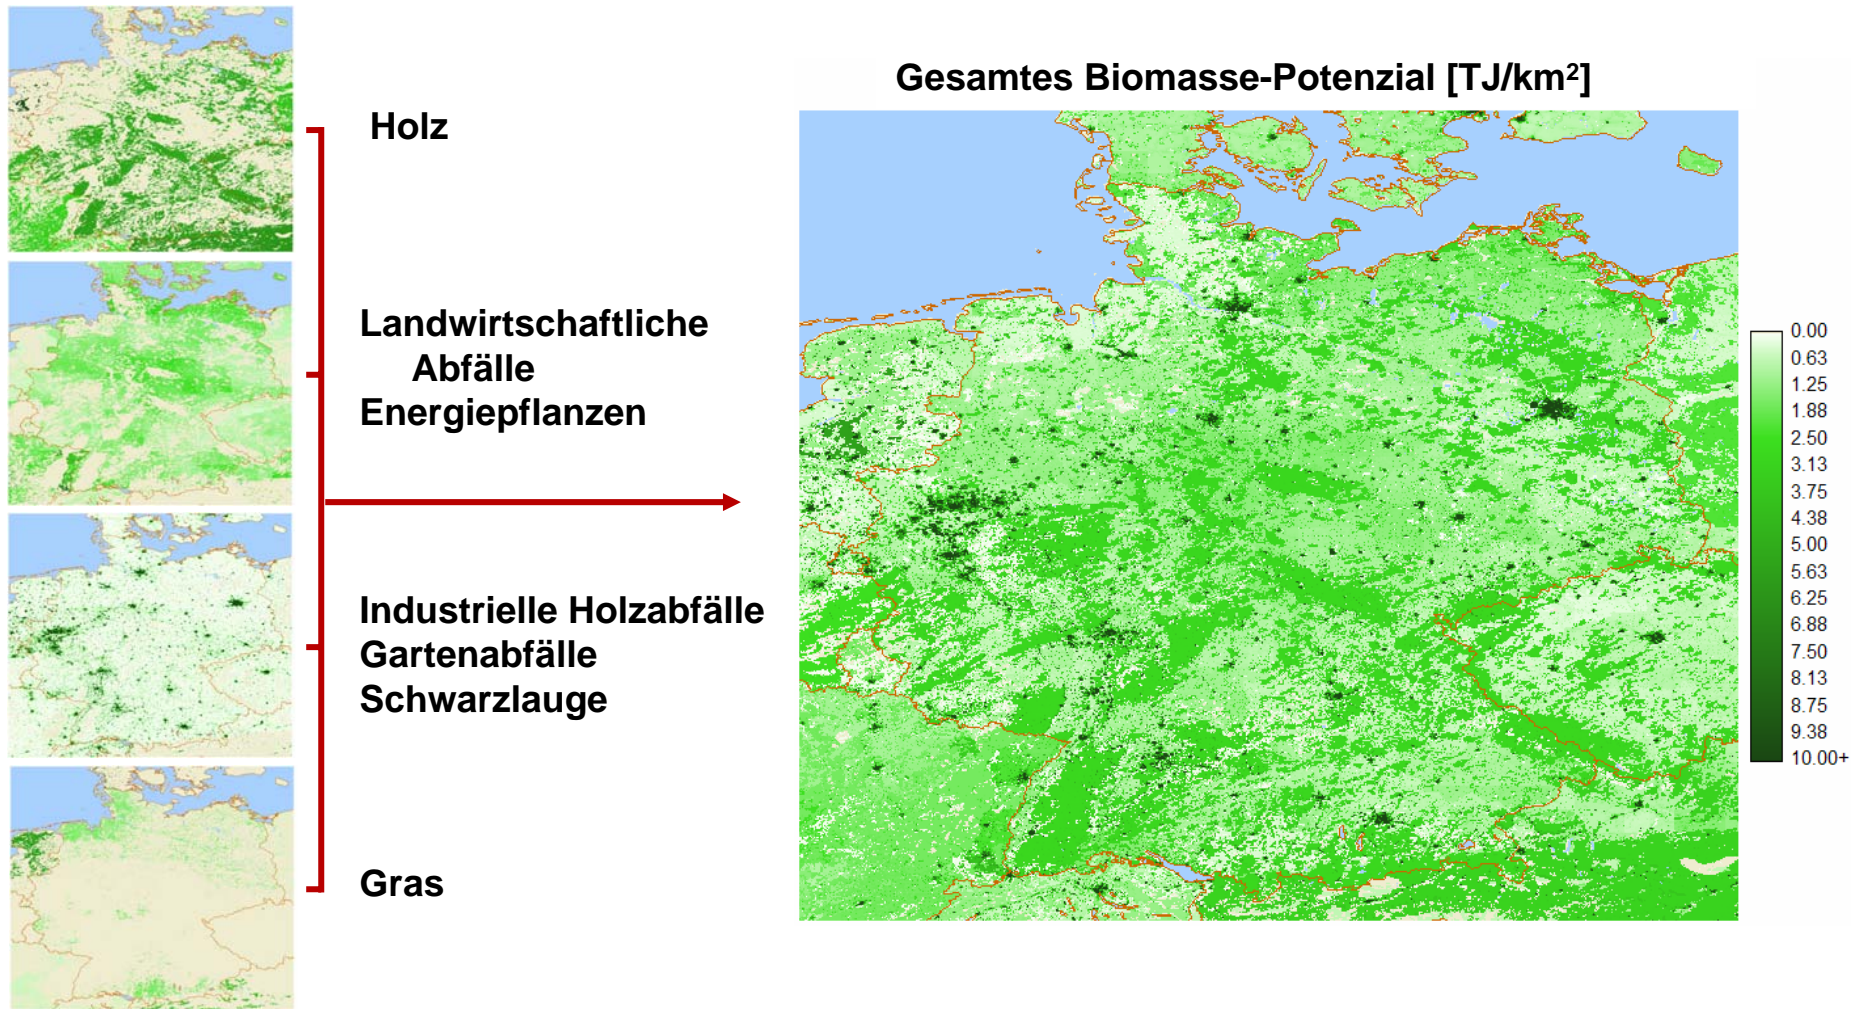 Gesamtes Biomasse-Potenzial [TJ/km²]
Holz
Landwirtschaftliche
Abfälle
Energiepflanzen
Industrielle Holzabfälle
Gartenabfälle
Schwarzlauge
Gras
0.00
0.63
1.25
1.88
2.50
3.13
3.75
4.38
5.00
5.63
6.25
6.88
7.50
8.13
8.75
9.38
10.00+